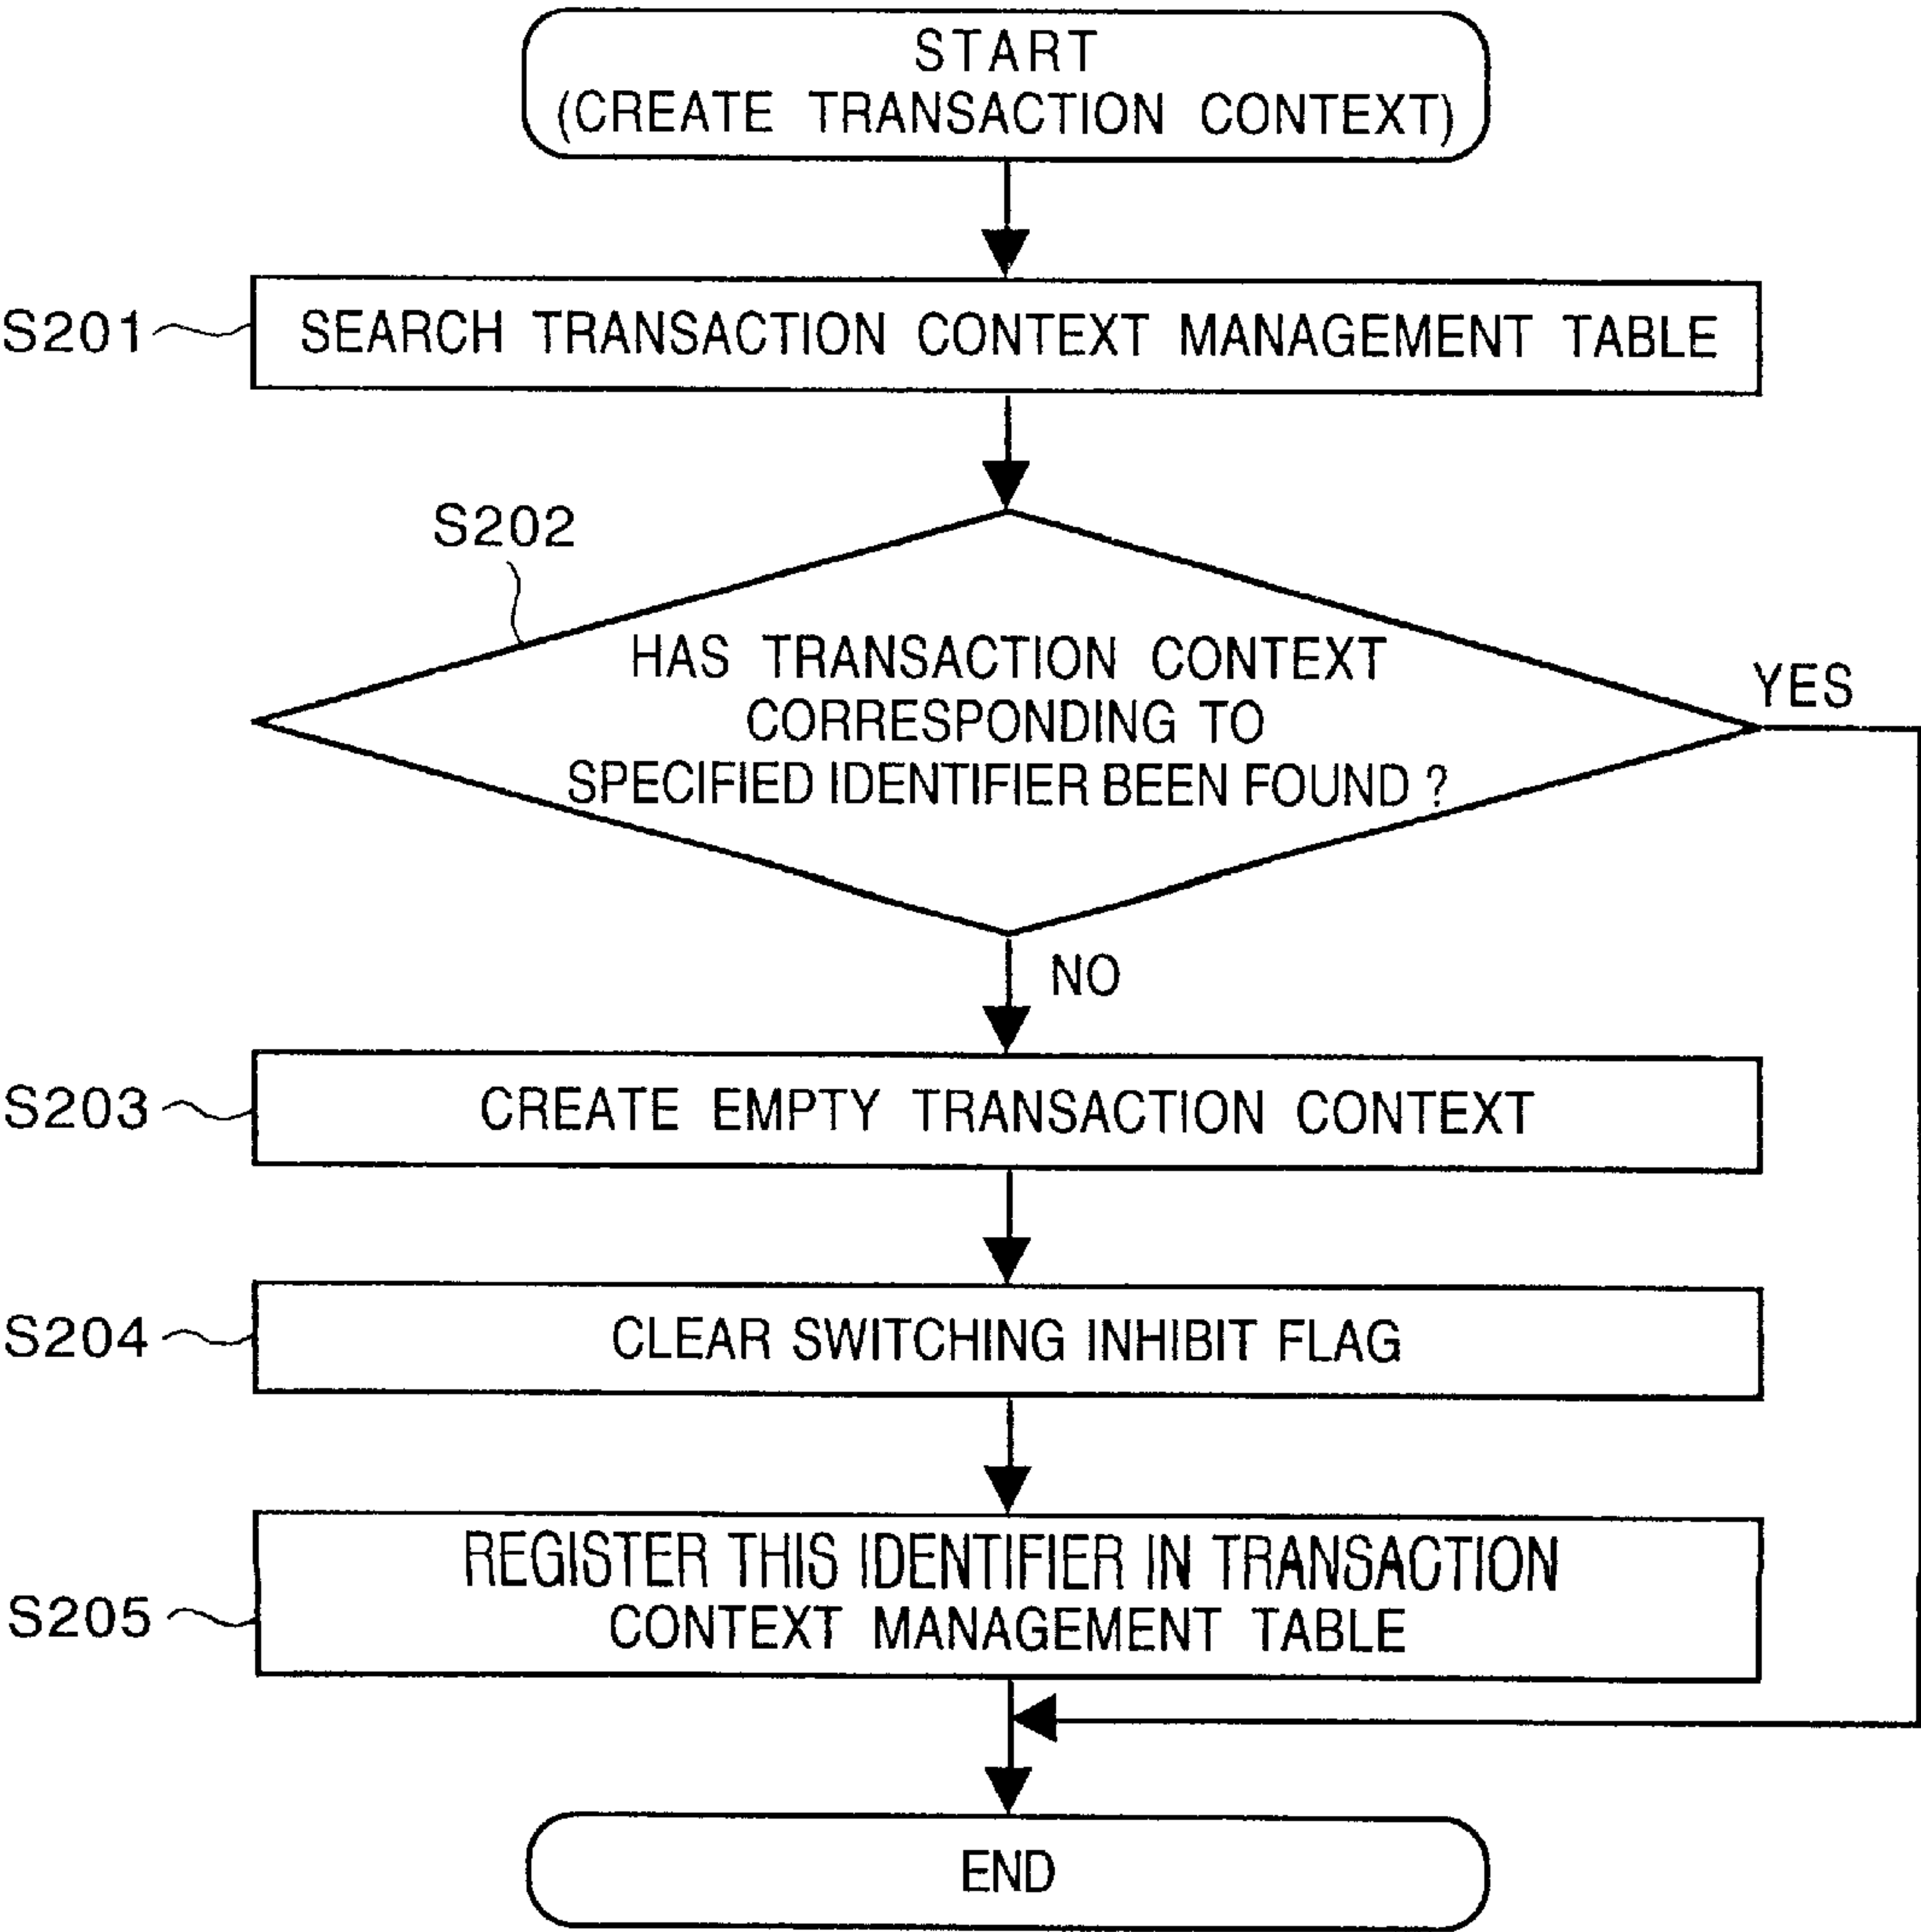 START
(CREATE TRANSACTION CONTEXT)
S201
SEARCH TRANSACTION CONTEXT MANAGEMENT TABLE
S202
HAS TRANSACTION CONTEXT
CORRESPONDING TO
SPECIFIED IDENTIFIER BEEN FOUND ?
YES
NO
S203
CREATE EMPTY TRANSACTION CONTEXT
S204
CLEAR SWITCHING INHIBIT FLAG
S205
REGISTER THIS IDENTIFIER IN TRANSACTION
CONTEXT MANAGEMENT TABLE
END